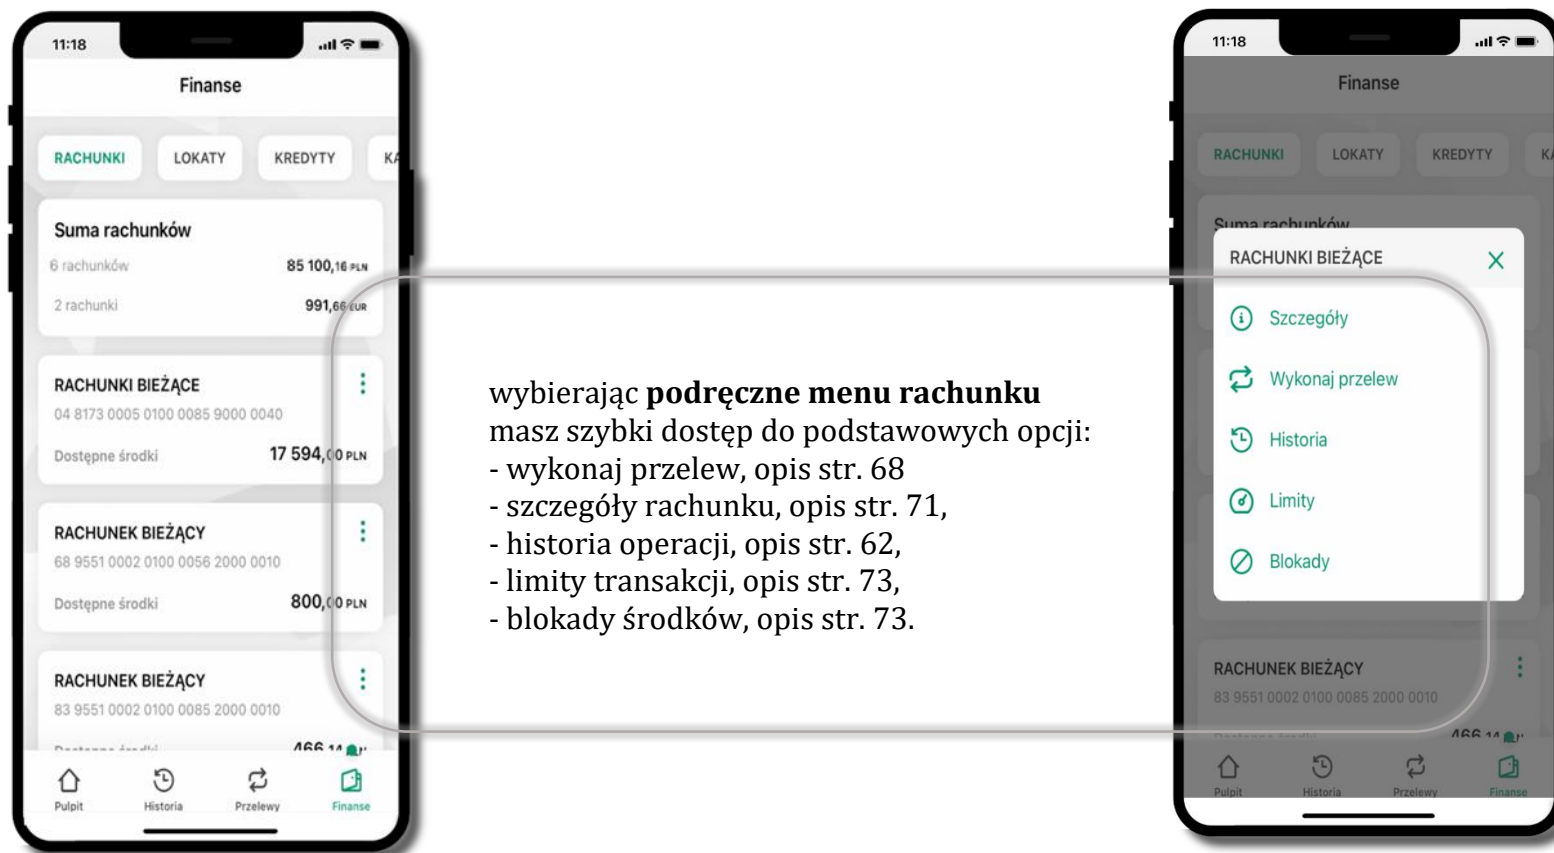 11:18
Finanse
RACHUNKI LOKATY KREDYTY
Suma rachunków
6 rachunków 85 100,16 PLN
2 rachunki 991,66 EUR
RACHUNKI BIEŻĄCE
04 8173 0005 0100 0085 9000 0040
Dostępne środki 17 594,00 PLN
RACHUNEK BIEŻĄCY
68 9551 0002 0100 0056 2000 0010
Dostępne środki 800,00 PLN
RACHUNEK BIEŻĄCY
83 9551 0002 0100 0085 2000 0010
466,14
Pulpit Historia Przelewy Finanse
wybierając podręczne menu rachunku
masz szybki dostęp do podstawowych opcji:
- wykonaj przelew, opis str. 68
- szczegóły rachunku, opis str. 71,
- historia operacji, opis str. 62,
- limity transakcji, opis str. 73,
- blokady środków, opis str. 73.
11:18
Finanse
RACHUNKI LOKATY KREDYTY
Suma rachunków
RACHUNKI BIEŻĄCE
Szczegóły
Wykonaj przelew
Historia
Limity
Blokady
RACHUNEK BIEŻĄCY
83 9551 0002 0100 0085 2000 0010
466,14
Pulpit Historia Przelewy Finanse